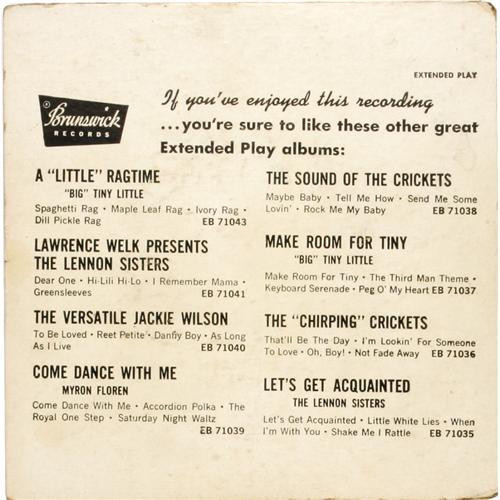 EXTENDED PLAY
Brunswick
RECORDS
If you've enjoyed this recording
...you're sure to like these other great
Extended Play albums:
A "LITTLE" RAGTIME
"BIG" TINY LITTLE
Spaghetti Rag • Maple Leaf Rag • Ivory Rag •
Dill Pickle Rag EB 71043
LAWRENCE WELK PRESENTS
THE LENNON SISTERS
Dear One • Hi-Lili Hi-Lo • I Remember Mama •
Greensleeves EB 71041
THE VERSATILE JACKIE WILSON
To Be Loved • Reet Petite • Danny Boy • As Long
As I Live EB 71040
COME DANCE WITH ME
MYRON FLOREN
Come Dance With Me • Accordion Polka • The
Royal One Step • Saturday Night Waltz
EB 71039
THE SOUND OF THE CRICKETS
Maybe Baby • Tell Me How • Send Me Some
Lovin' • Rock Me My Baby EB 71038
MAKE ROOM FOR TINY
"BIG" TINY LITTLE
Make Room For Tiny • The Third Man Theme •
Keyboard Serenade • Peg O' My Heart EB 71037
THE "CHIRPING" CRICKETS
That'll Be The Day • I'm Lookin' For Someone
To Love • Oh, Boy! • Not Fade Away EB 71036
LET'S GET ACQUAINTED
THE LENNON SISTERS
Let's Get Acquainted • Little White Lies • When
I'm With You • Shake Me I Rattle EB 71035